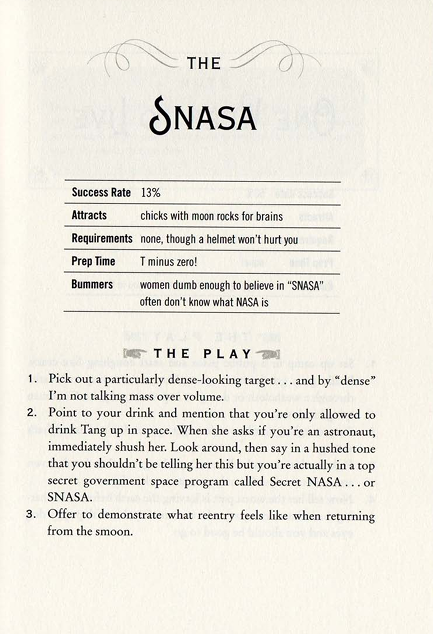 THE
SNASA
Success Rate 13%
Attracts chicks with moon rocks for brains
Requirements none, though a helmet won't hurt you
Prep Time T minus zero!
Bummers women dumb enough to believe in "SNASA"
often don't know what NASA is
THE PLAY
1. Pick out a particularly dense-looking target . . . and by "dense"
I'm not talking mass over volume.
2. Point to your drink and mention that you're only allowed to
drink Tang up in space. When she asks if you're an astronaut,
immediately shush her. Look around, then say in a hushed tone
that you shouldn't be telling her this but you're actually in a top
secret government space program called Secret NASA . . . or
SNASA.
3. Offer to demonstrate what reentry feels like when returning
from the smoon.